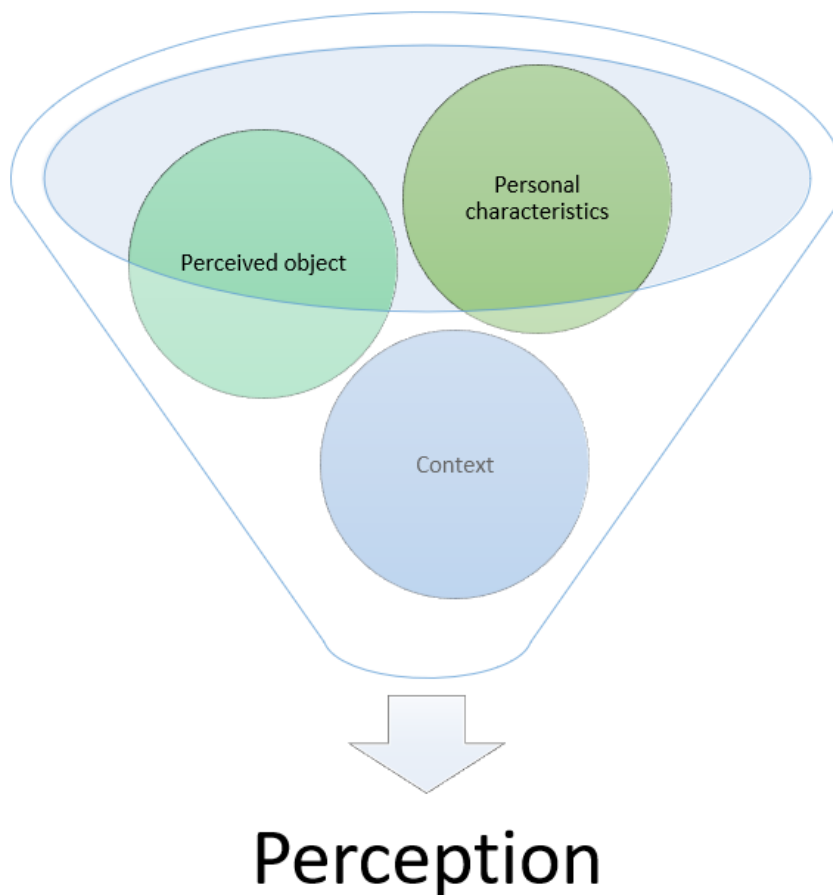 Personal
characteristics
Perceived object
Context
Perception